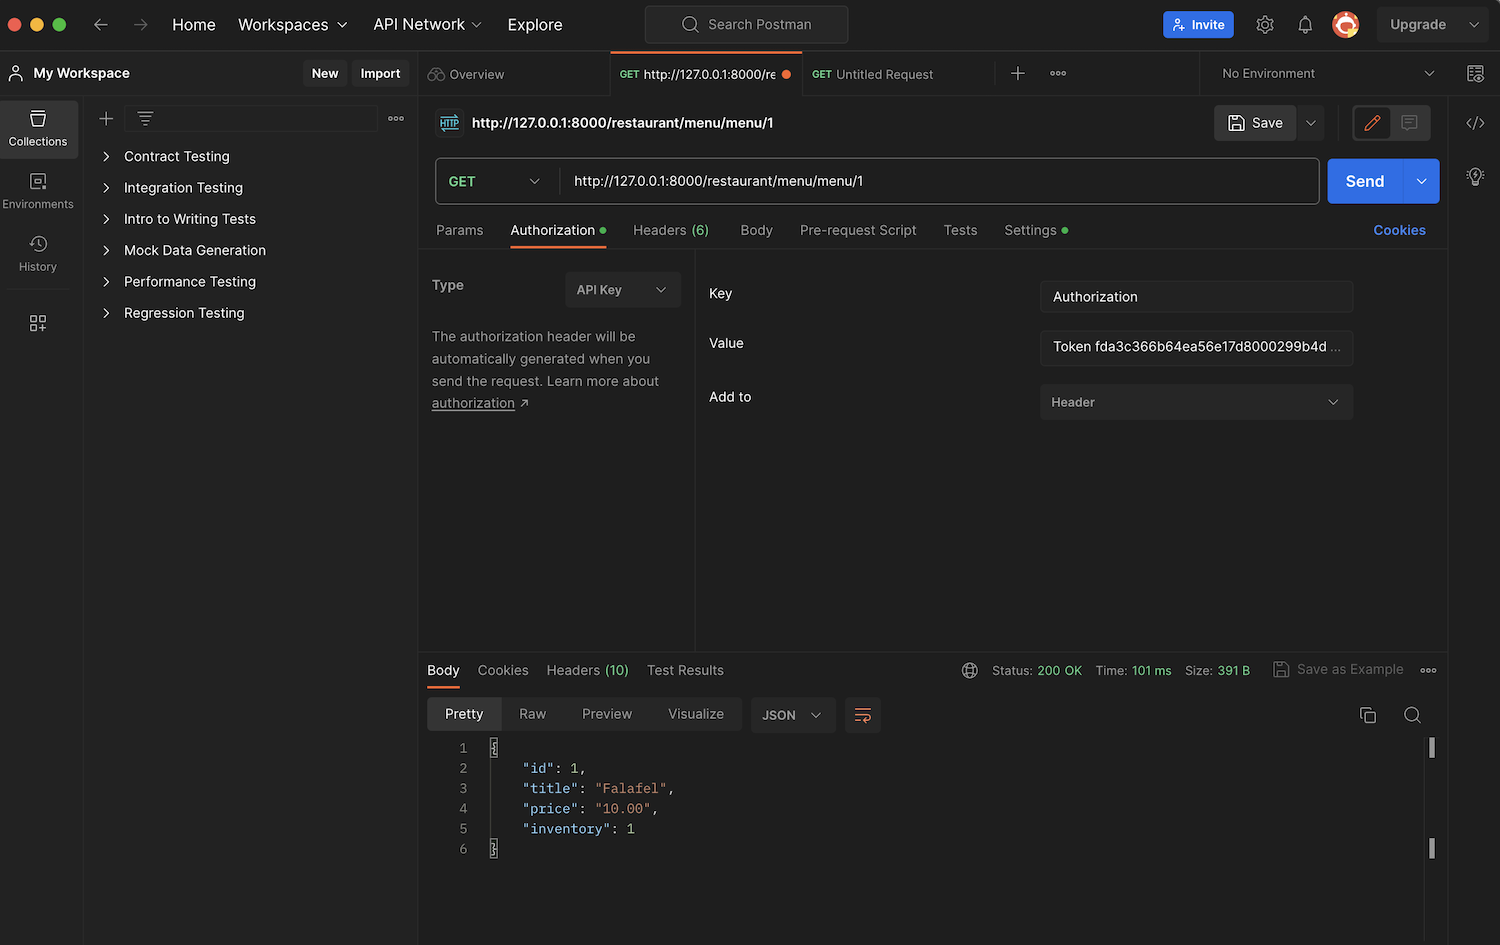 Home
Workspaces
API Network
Explore
Search Postman
Invite
Upgrade
My Workspace
New
Import
Overview
GET http://127.0.0.1:8000/re
GET Untitled Request
No Environment
Collections
Environments
History
Contract Testing
Integration Testing
Intro to Writing Tests
Mock Data Generation
Performance Testing
Regression Testing
HTTP http://127.0.0.1:8000/restaurant/menu/menu/1
Save
GET http://127.0.0.1:8000/restaurant/menu/menu/1
Send
Params
Authorization
Headers (6)
Body
Pre-request Script
Tests
Settings
Cookies
Type
API Key
The authorization header will be
automatically generated when you
send the request. Learn more about
authorization ↗
Key
Authorization
Value
Token fda3c366b64ea56e17d8000299b4d ...
Add to
Header
Body
Cookies
Headers (10)
Test Results
Status: 200 OK
Time: 101 ms
Size: 391 B
Save as Example
Pretty
Raw
Preview
Visualize
JSON
1 {
2 "id": 1,
3 "title": "Falafel",
4 "price": "10.00",
5 "inventory": 1
6 }